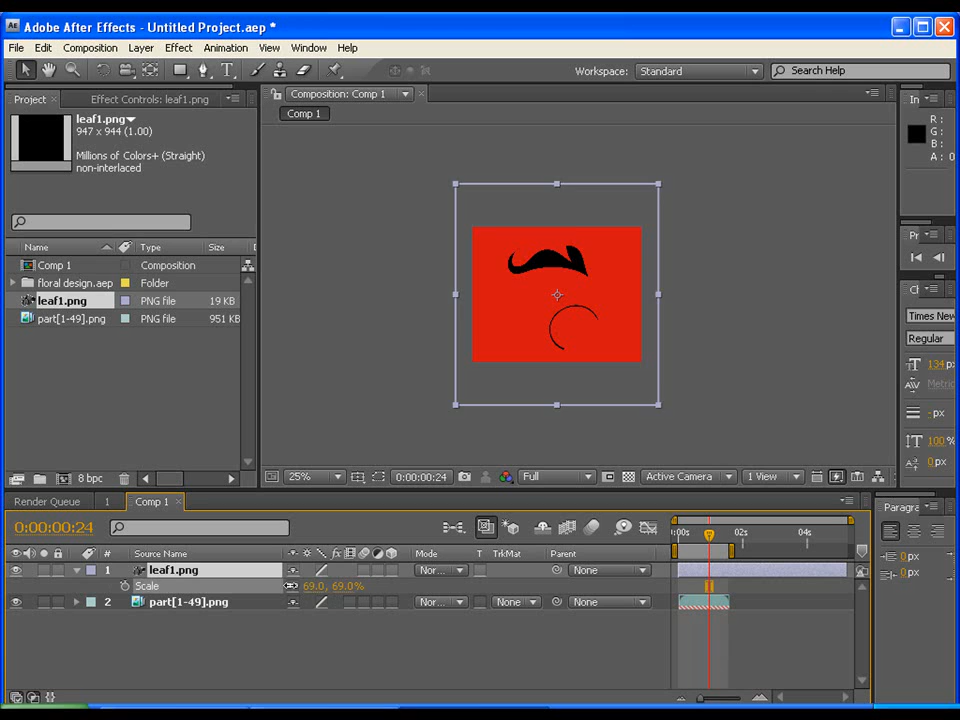 Adobe After Effects - Untitled Project.aep *
File Edit Composition Layer Effect Animation View Window Help
Workspace: Standard Search Help
Project Effect Controls: leaf1.png
leaf1.png
947 x 944 (1.00)
Millions of Colors+ (Straight)
non-interlaced
Name Type Size
Comp 1 Composition
floral design.aep Folder
leaf1.png PNG file 19 KB
part[1-49].png PNG file 951 KB
8 bpc
Composition: Comp 1
Comp 1
25% 0:00:00:24 Full Active Camera 1 View
In
R :
G :
B :
A : 0
Pr
Times New
Regular
134 px
Metric
- px
100 %
0 px
Render Queue 1 Comp 1
0:00:00:24
:00s 02s 04s
# Source Name Mode T TrkMat Parent
1 leaf1.png Nor... None
Scale 69.0, 69.0%
2 part[1-49].png Nor... None None
Paragra
0 px
0 px